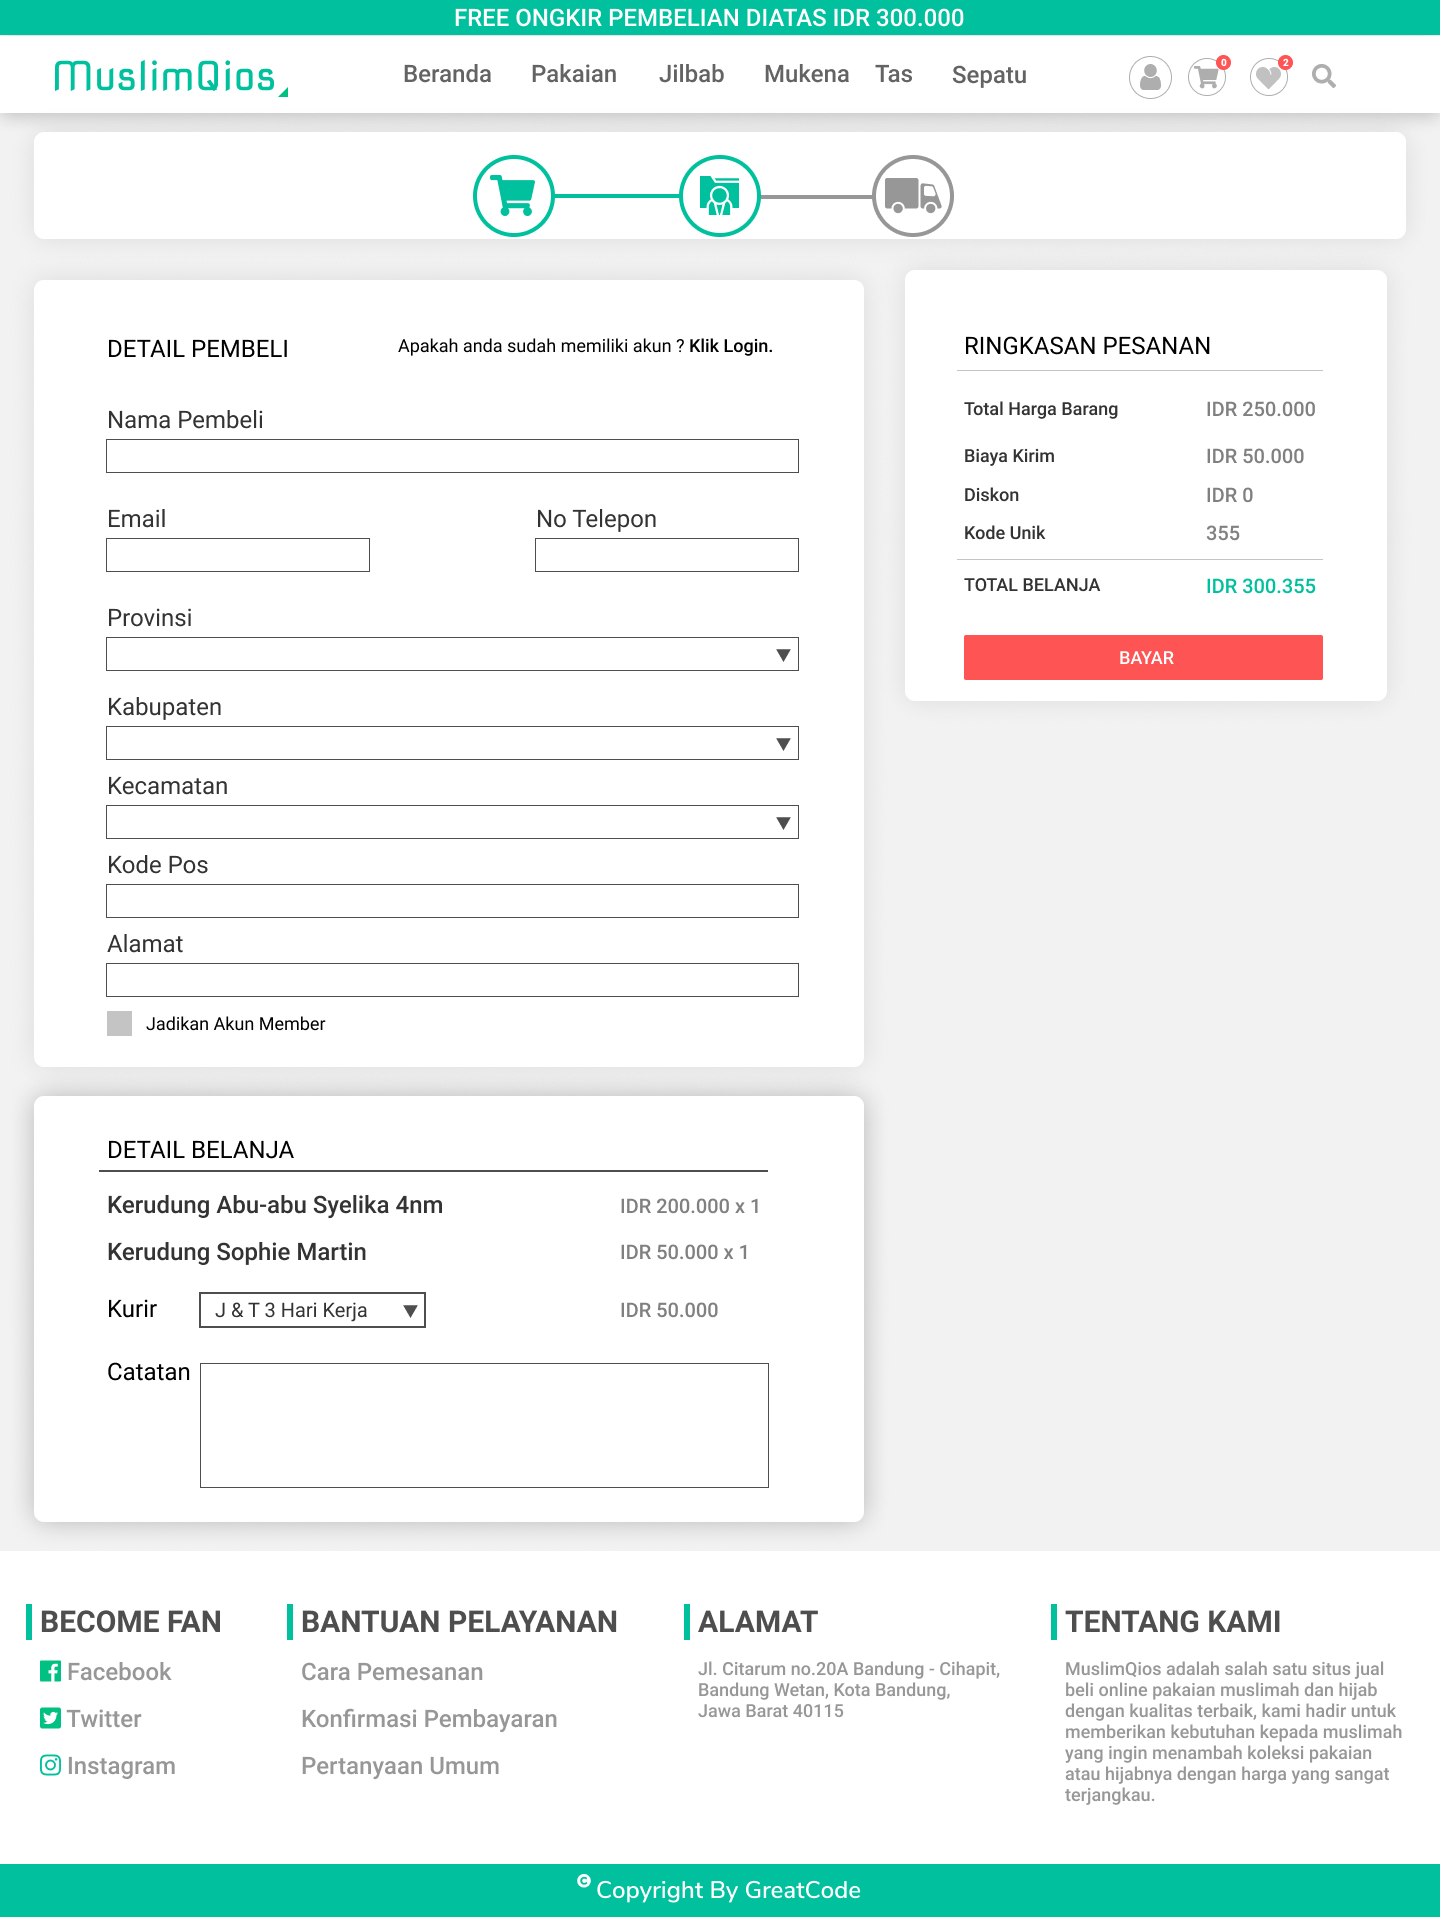 FREE ONGKIR PEMBELIAN DIATAS IDR 300.000
MuslimQios
Beranda Pakaian Jilbab Mukena Tas Sepatu
0
2
DETAIL PEMBELI
Apakah anda sudah memiliki akun ? Klik Login.
Nama Pembeli
Email No Telepon
Provinsi
Kabupaten
Kecamatan
Kode Pos
Alamat
Jadikan Akun Member
RINGKASAN PESANAN
Total Harga Barang IDR 250.000
Biaya Kirim IDR 50.000
Diskon IDR 0
Kode Unik 355
TOTAL BELANJA IDR 300.355
BAYAR
DETAIL BELANJA
Kerudung Abu-abu Syelika 4nm IDR 200.000 x 1
Kerudung Sophie Martin IDR 50.000 x 1
Kurir J & T 3 Hari Kerja IDR 50.000
Catatan
BECOME FAN
Facebook
Twitter
Instagram
BANTUAN PELAYANAN
Cara Pemesanan
Konfirmasi Pembayaran
Pertanyaan Umum
ALAMAT
Jl. Citarum no.20A Bandung - Cihapit,
Bandung Wetan, Kota Bandung,
Jawa Barat 40115
TENTANG KAMI
MuslimQios adalah salah satu situs jual
beli online pakaian muslimah dan hijab
dengan kualitas terbaik, kami hadir untuk
memberikan kebutuhan kepada muslimah
yang ingin menambah koleksi pakaian
atau hijabnya dengan harga yang sangat
terjangkau.
© Copyright By GreatCode